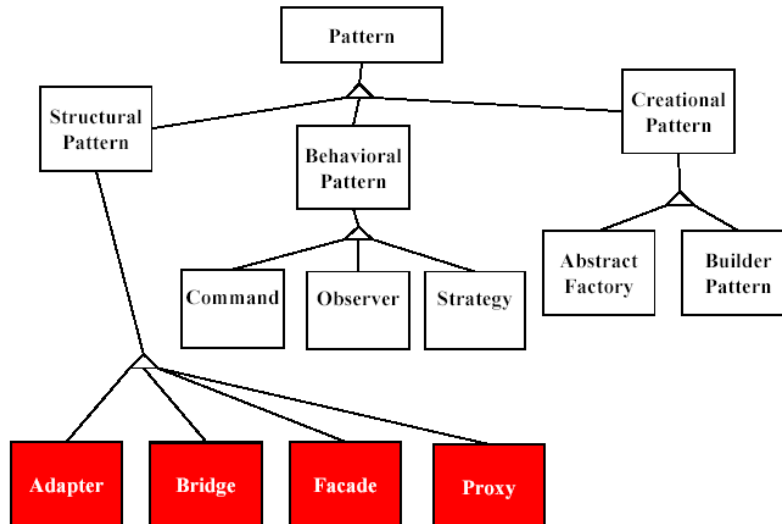 Pattern
Structural
Pattern
Creational
Pattern
Behavioral
Pattern
Command
Observer
Strategy
Abstract
Factory
Builder
Pattern
Adapter
Bridge
Facade
Proxy